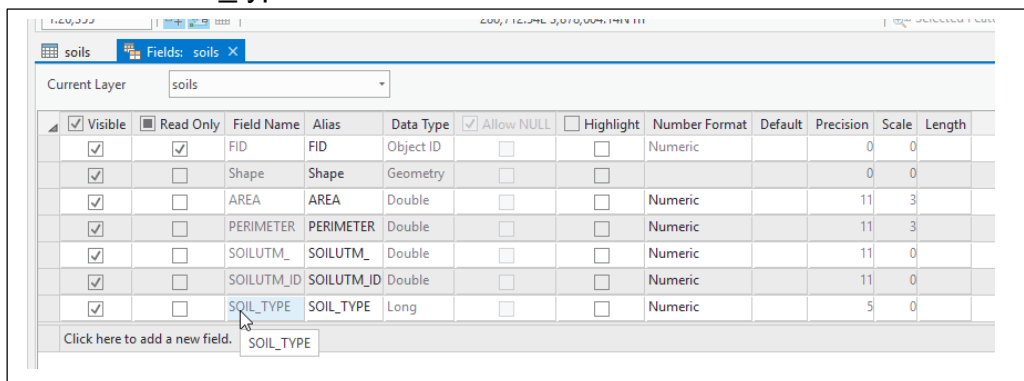 soils Fields: soils
Current Layer soils
Visible Read Only Field Name Alias Data Type Allow NULL Highlight Number Format Default Precision Scale Length
FID FID Object ID Numeric 0 0
Shape Shape Geometry 0 0
AREA AREA Double Numeric 11 3
PERIMETER PERIMETER Double Numeric 11 3
SOILUTM_ SOILUTM_ Double Numeric 11 0
SOILUTM_ID SOILUTM_ID Double Numeric 11 0
SOIL_TYPE SOIL_TYPE Long Numeric 5 0
Click here to add a new field. SOIL_TYPE